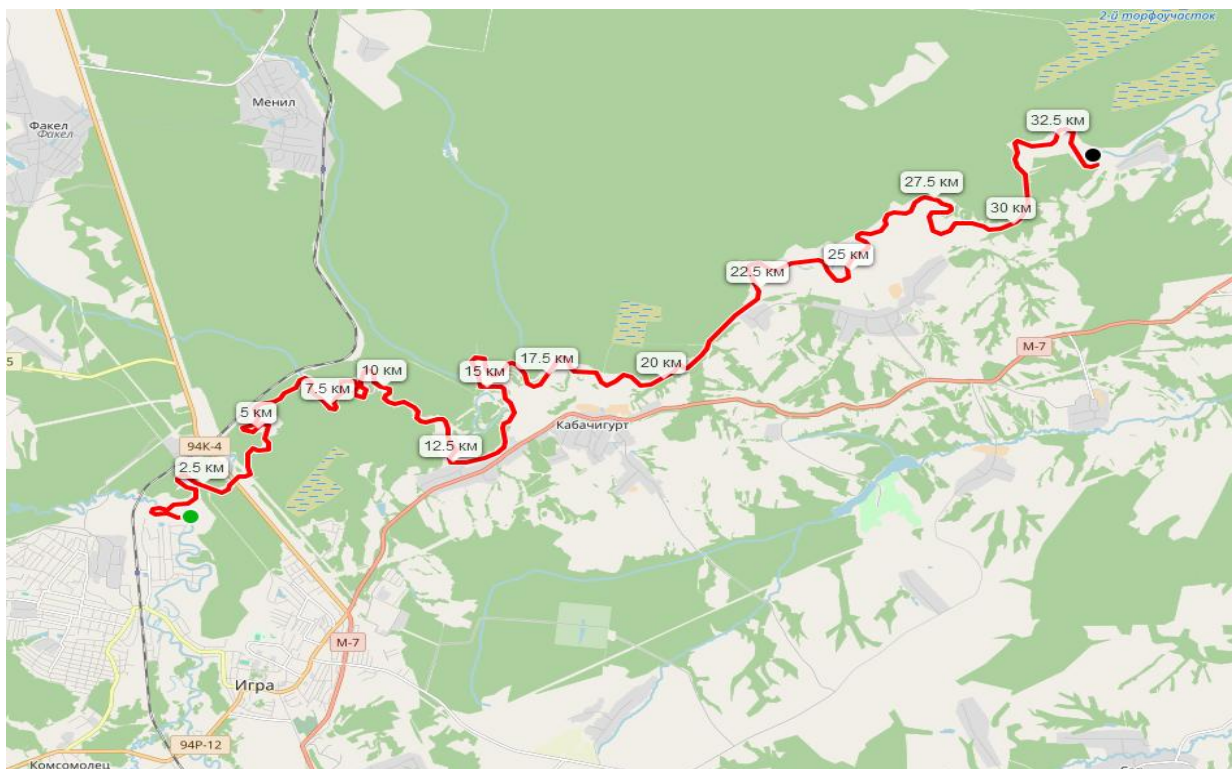 2-й торфоучасток
Менил
Факел
Факел
32.5 км
27.5 км
30 км
25 км
22.5 км
5
М-7
17.5 км
20 км
10 км
15 км
7.5 км
5 км
Кабачигурт
94К-4
12.5 км
2.5 км
М-7
Игра
94Р-12
Комсомолец